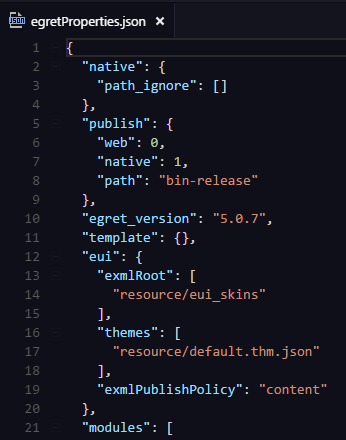 JSON egretProperties.json ×
1 {
2 "native": {
3 "path_ignore": []
4 },
5 "publish": {
6 "web": 0,
7 "native": 1,
8 "path": "bin-release"
9 },
10 "egret_version": "5.0.7",
11 "template": {},
12 "eui": {
13 "exmlRoot": [
14 "resource/eui_skins"
15 ],
16 "themes": [
17 "resource/default.thm.json"
18 ],
19 "exmlPublishPolicy": "content"
20 },
21 "modules": [